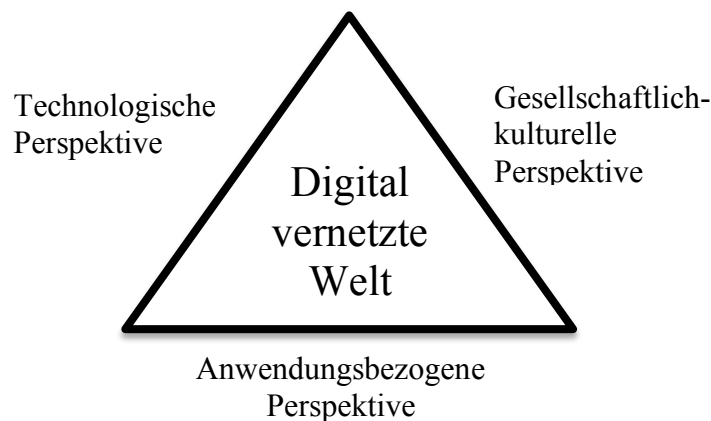 Technologische
Perspektive
Gesellschaftlich-
kulturelle
Perspektive
Digital
vernetzte
Welt
Anwendungsbezogene
Perspektive